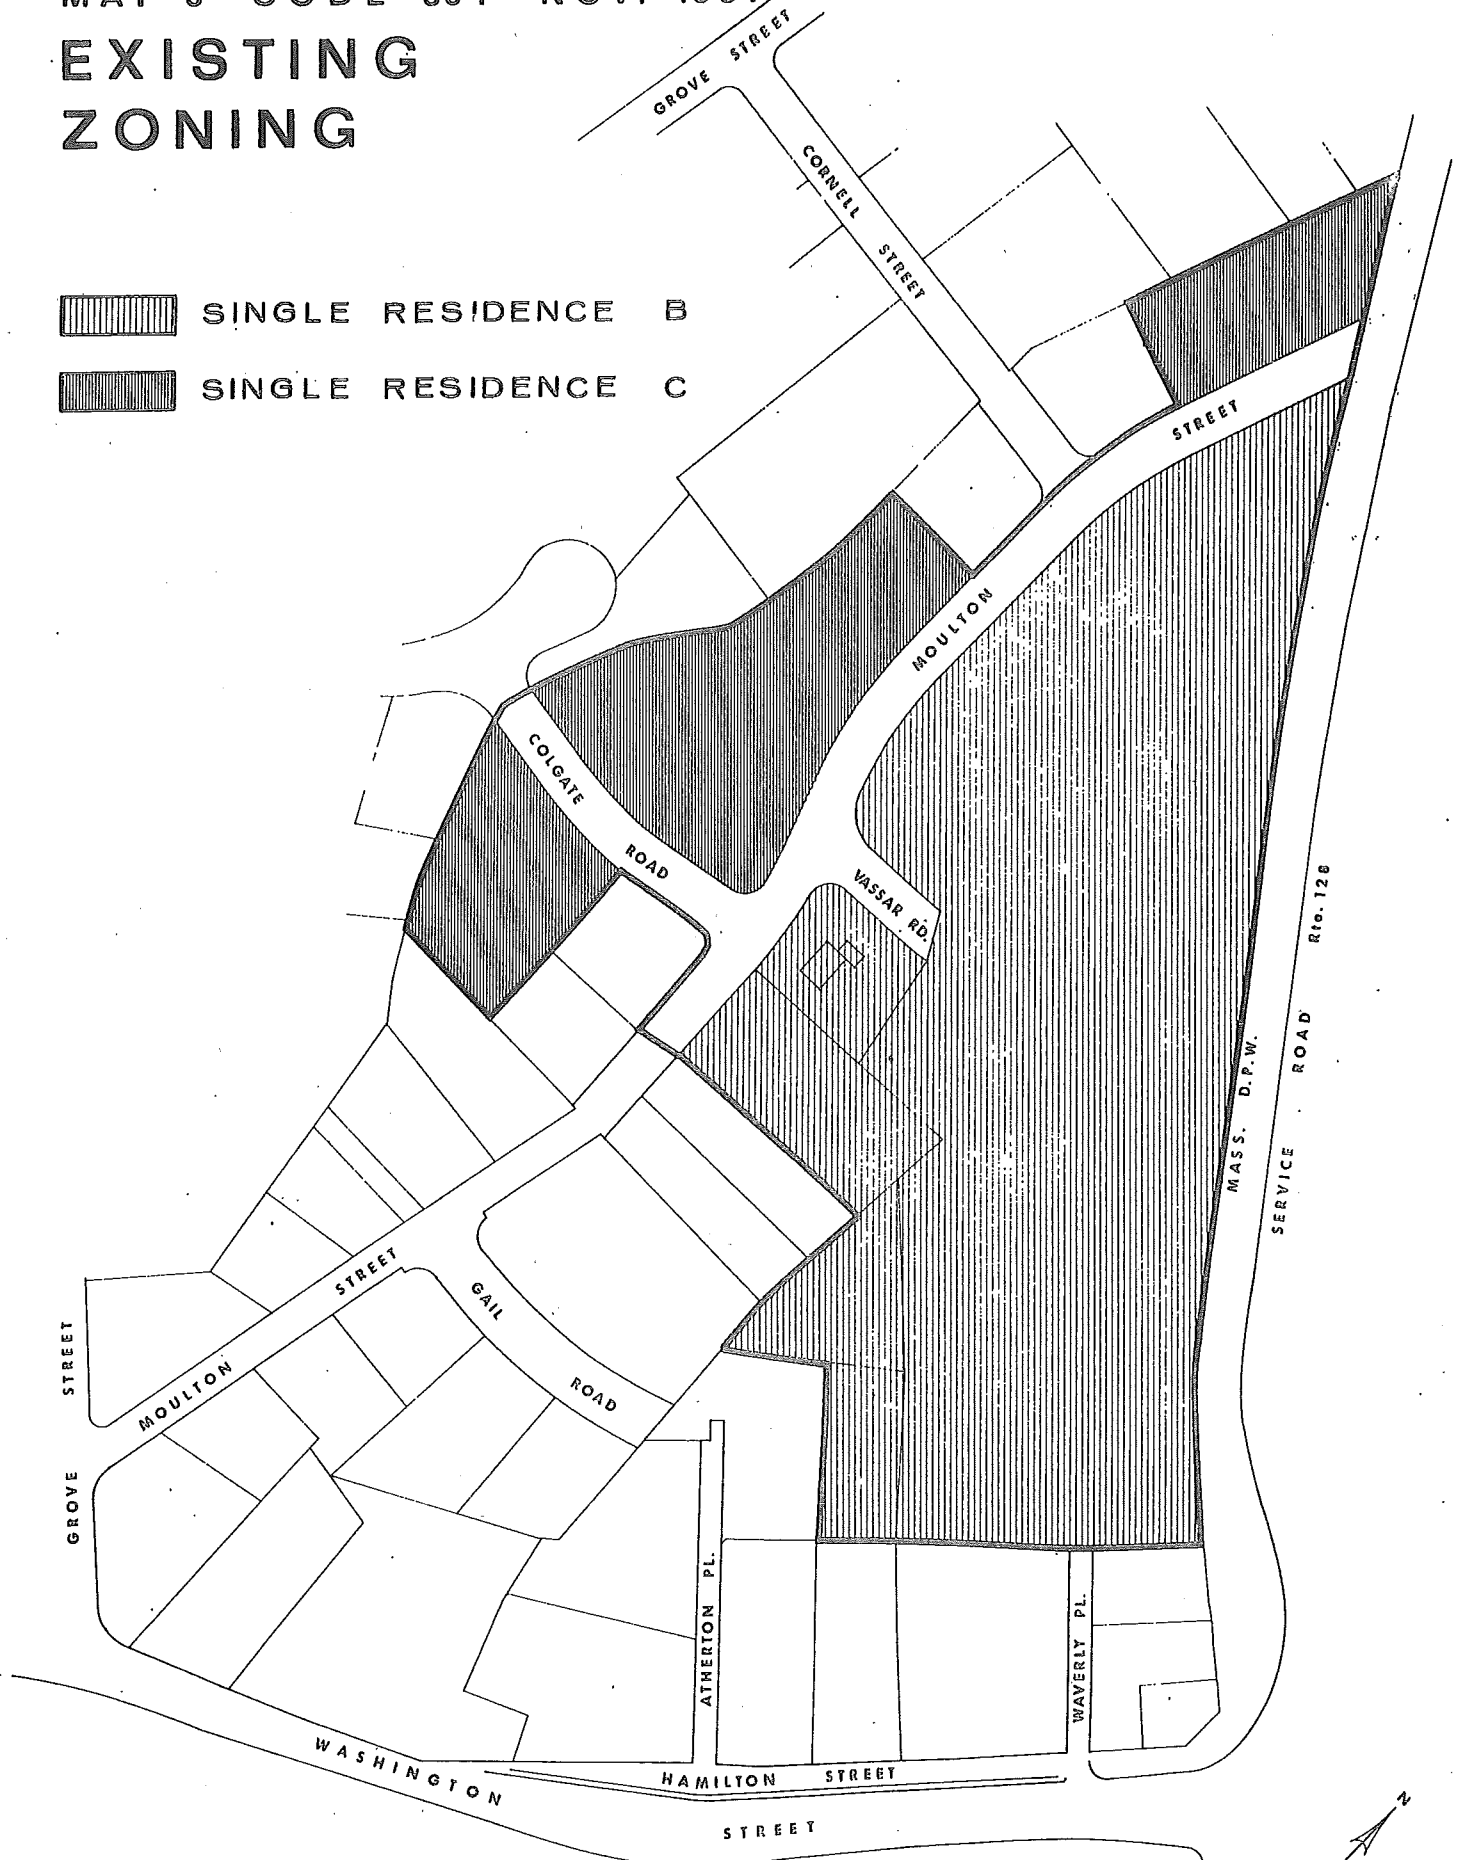 EXISTING
ZONING
SINGLE RESIDENCE B
SINGLE RESIDENCE C
GROVE STREET
CORNELL STREET
STREET
MOULTON
COLGATE
ROAD
VASSAR RD.
Rte. 128
SERVICE ROAD
MASS. D.P.W.
STREET
MOULTON
GAIL
ROAD
STREET
GROVE
ATHERTON PL.
WAVERLY PL.
WASHINGTON
HAMILTON STREET
STREET
N